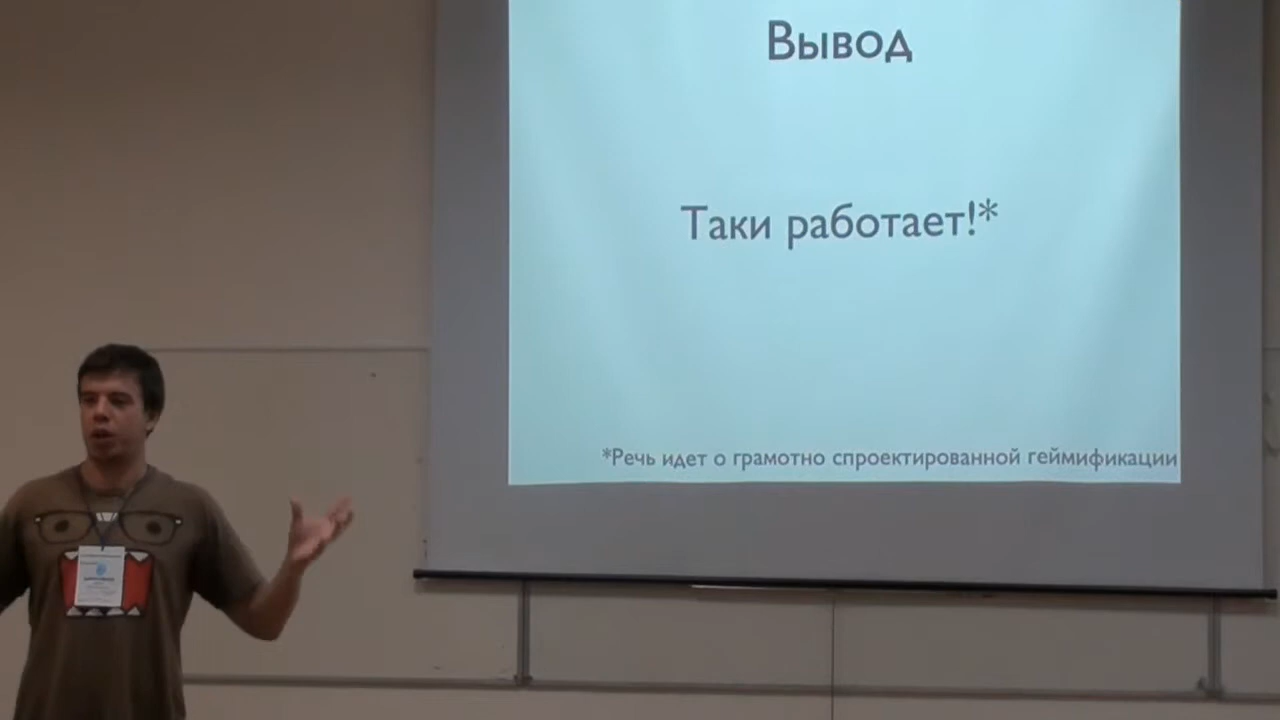 Вывод
Таки работает!*
*Речь идет о грамотно спроектированной геймификации